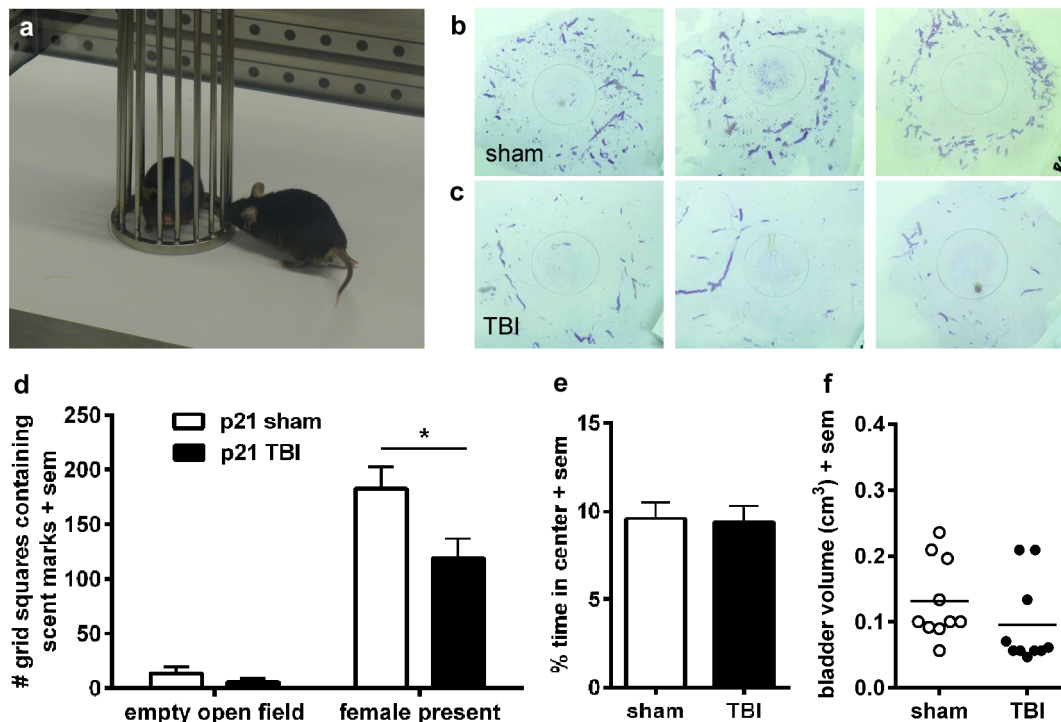 a
b
sham
c
TBI
d
# grid squares containing
scent marks + sem
250
200
150
100
50
0
p21 sham
p21 TBI
*
empty open field
female present
e
% time in center + sem
15
10
5
0
sham
TBI
f
bladder volume (cm³) + sem
0.4
0.3
0.2
0.1
0.0
sham
TBI